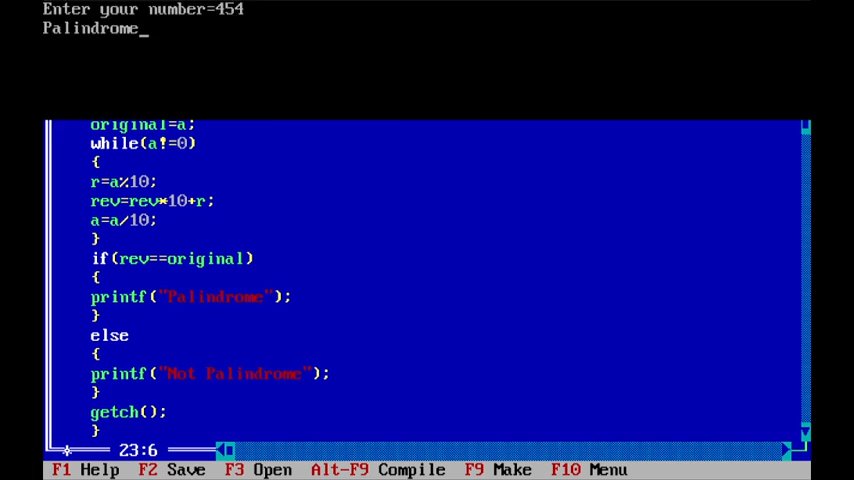 Enter your number=454
Palindrome_
original=a;
while(a!=0)
{
r=a%10;
rev=rev*10+r;
a=a/10;
}
if(rev==original)
{
printf("Palindrome");
}
else
{
printf("Not Palindrome");
}
getch();
}
23:6
F1 Help F2 Save F3 Open Alt-F9 Compile F9 Make F10 Menu